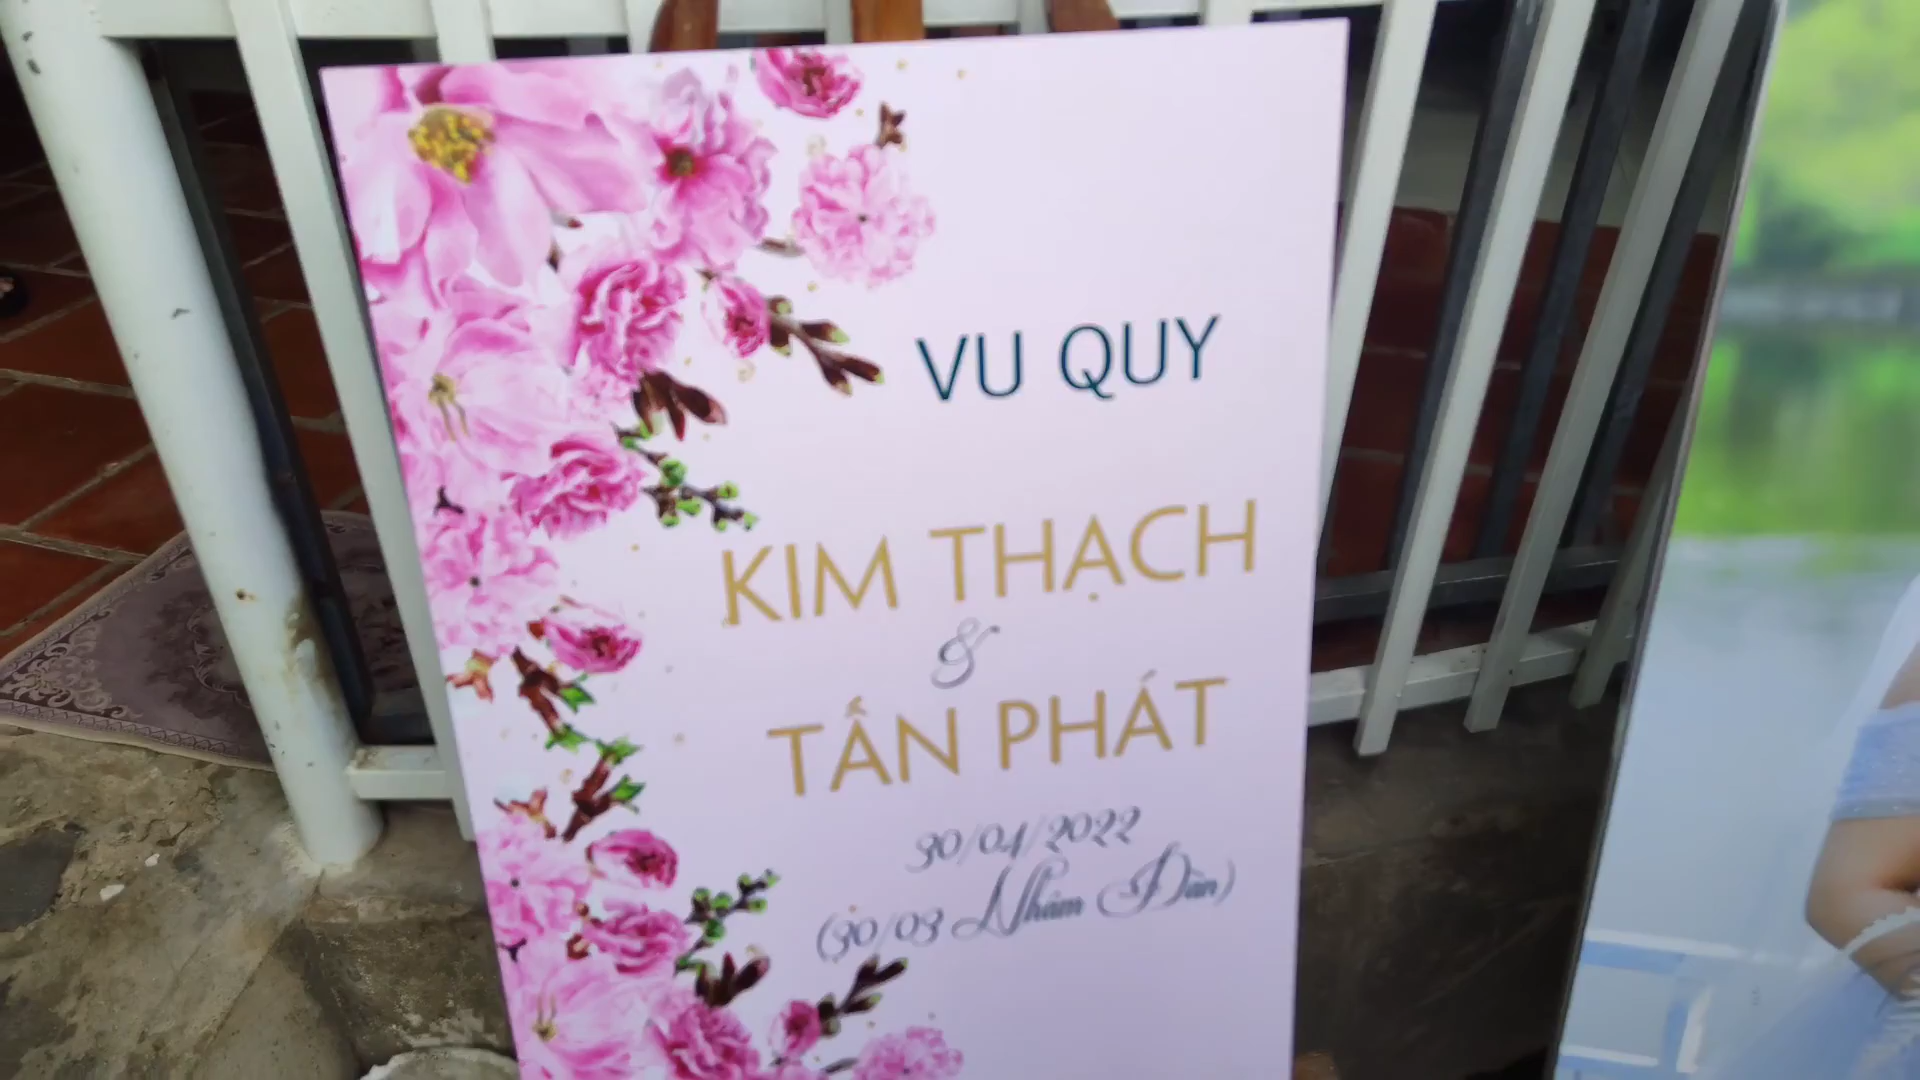 VU QUY
KIM THẠCH
&
TẤN PHÁT
30/04/2022
(30/03 Nhâm Dần)